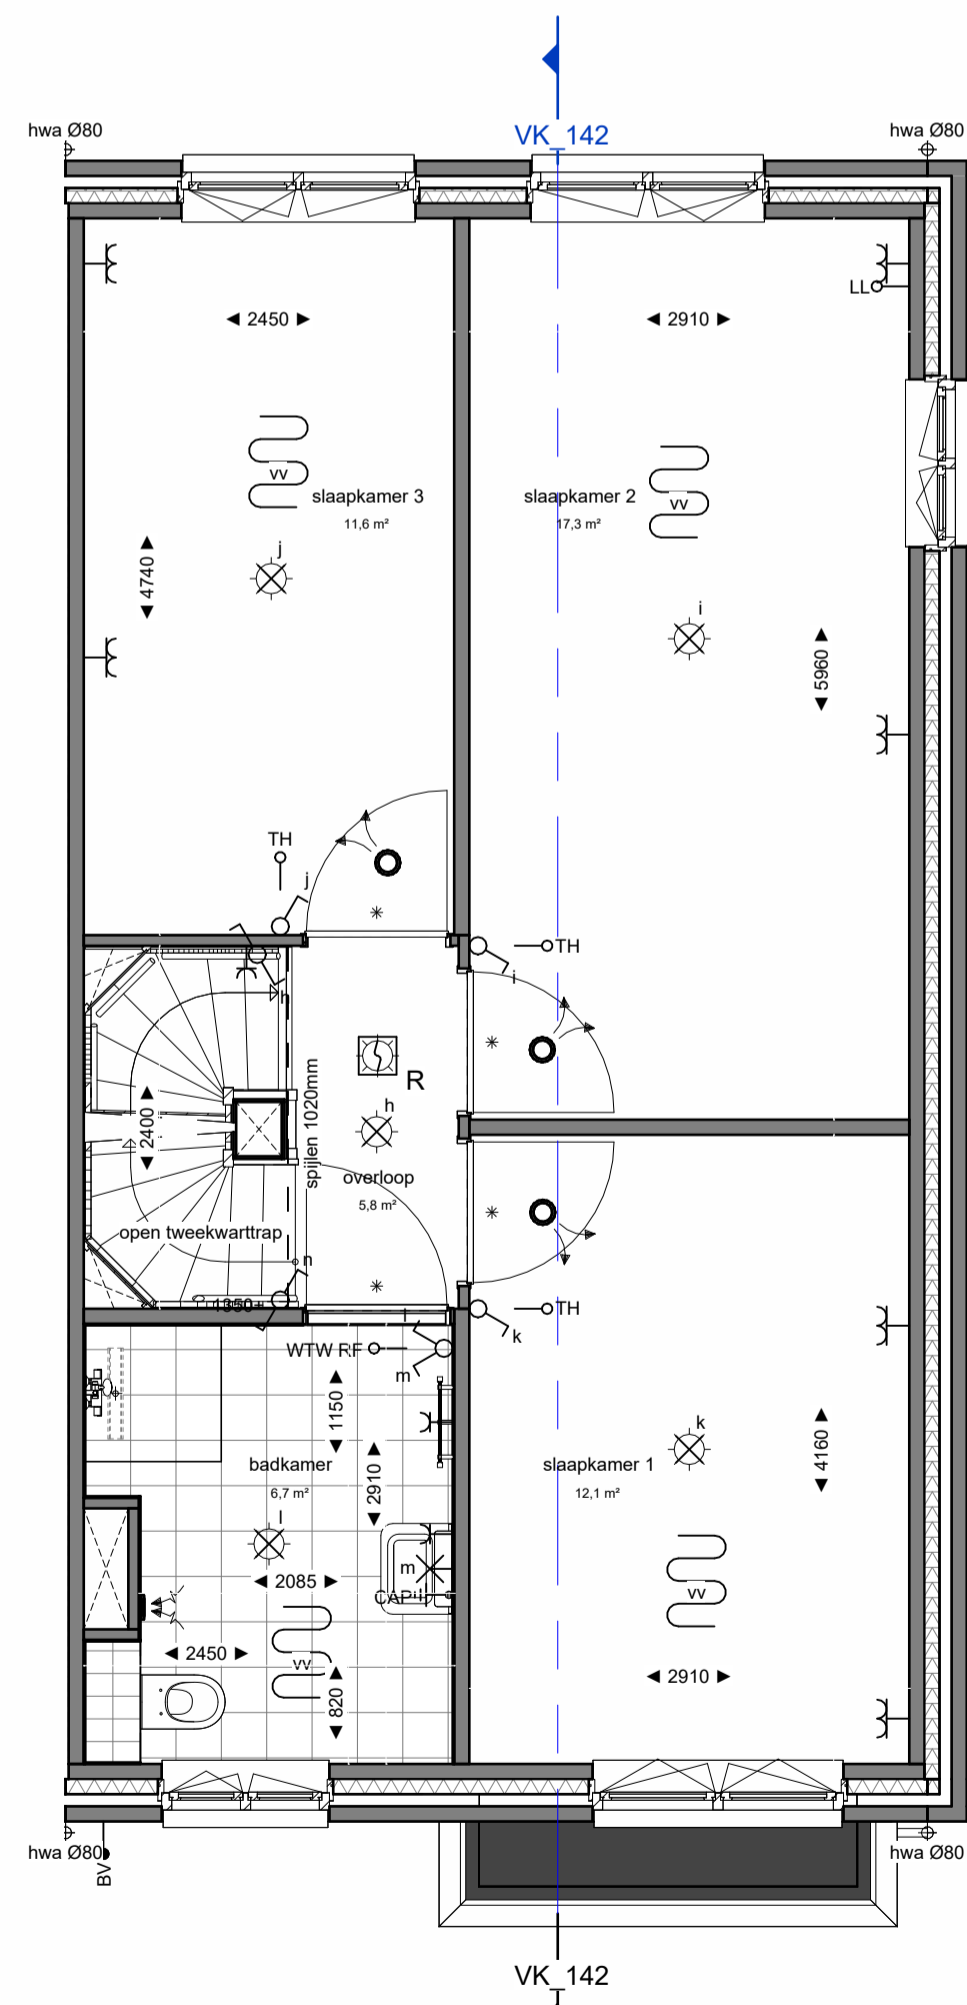 VK_142
hwa Ø80
hwa Ø80
LL
2450
2910
vv
slaapkamer 3
11,6 m²
slaapkamer 2
17,3 m²
vv
4740
j
i
5960
TH
j
TH
i
h
R
h
2400
spijlen 1020mm
overloop
5,8 m²
open tweekwarttrap
h
1350+
TH
k
WTW RF
l
m
1150
k
4160
badkamer
6,7 m²
2910
slaapkamer 1
12,1 m²
l
2085
m
CAP
vv
2450
vv
820
2910
hwa Ø80
BV
hwa Ø80
VK_142